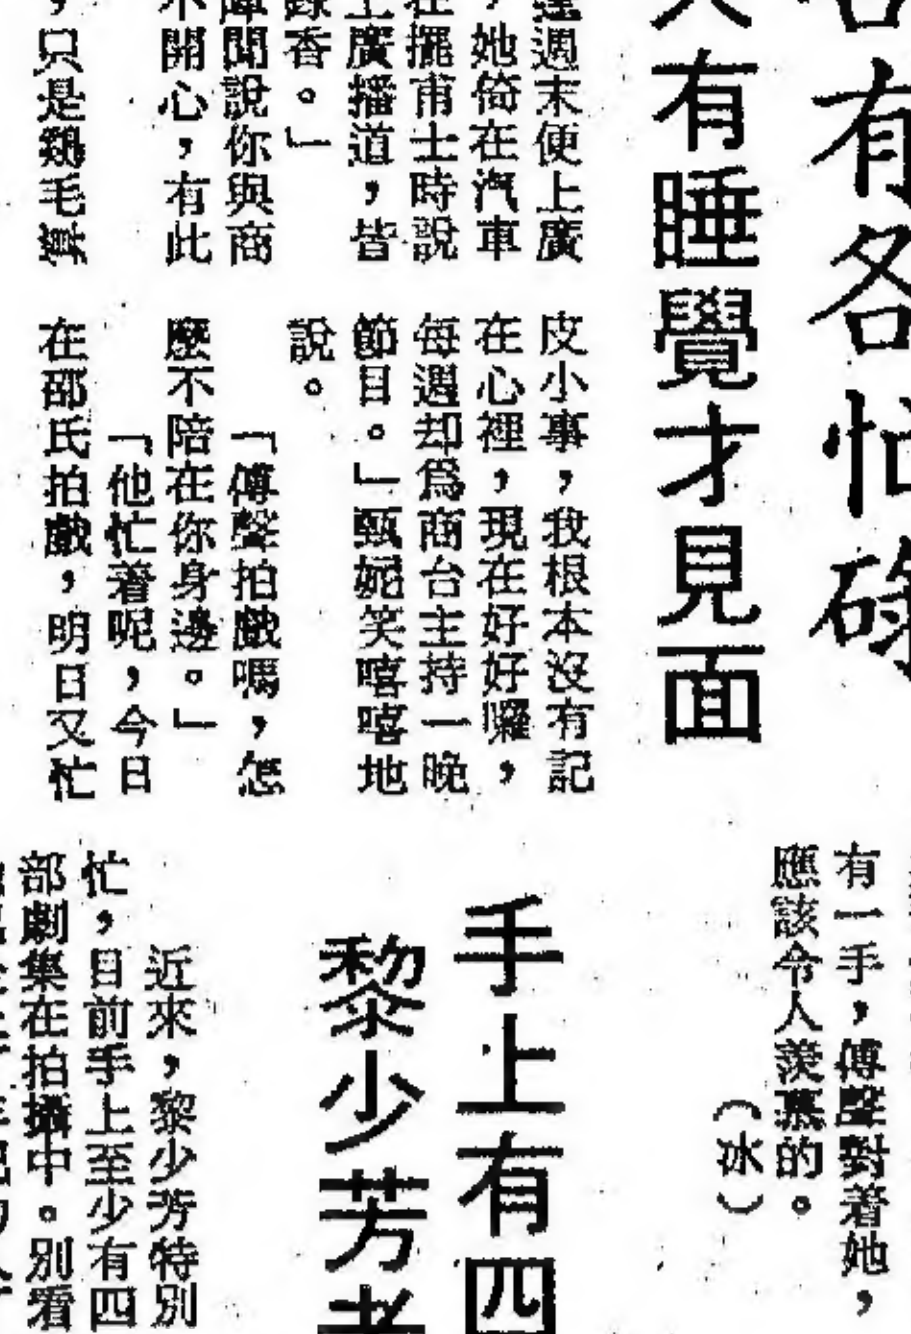 有各忙碌
有睡覺才見面
週末便上廣
她倚在汽車
在擺甫士時說
上廣播道，皆
錄香。」
聞說你與商
不開心，有此
，只是鷄毛蒜
皮小事，我根本沒有記
在心裡，現在好好囉，
每週却爲商台主持一晚
節目。」甄妮笑嘻嘻地
說。
「傅聲拍戲嗎，怎
麼不陪在你身邊。」
「他忙着呢，今日
在邵氏拍戲，明日又忙
有一手，傅聲對着她，
應該令人羨慕的。
（冰）
手上有四
黎少芳
近來，黎少芳特別
忙，目前手上至少有四
部劇集在拍攝中。別看